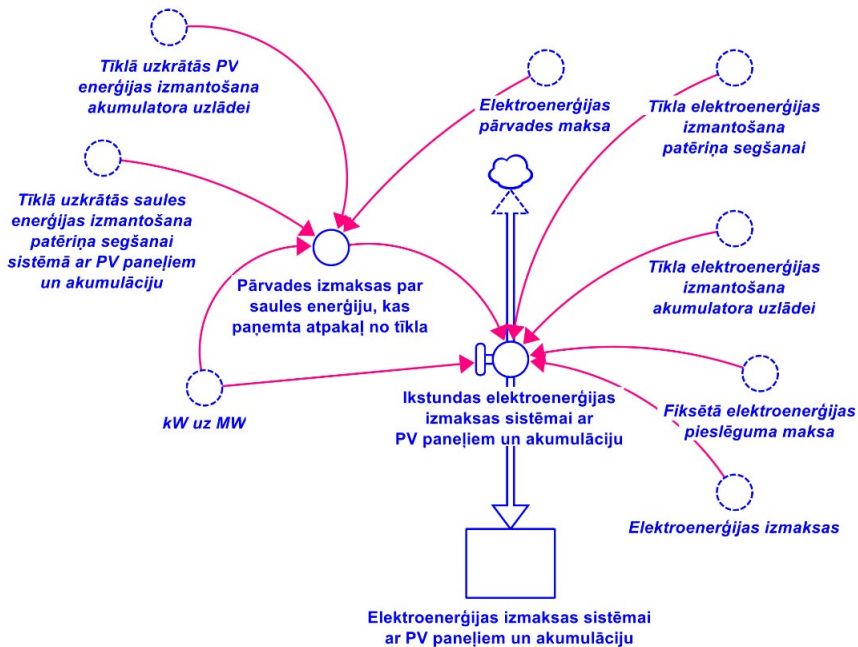 Tīklā uzkrātās PV
enerģijas izmantošana
akumulatora uzlādei
Elektroenerģijas
pārvades maksa
Tīkla elektroenerģijas
izmantošana
patēriņa segšanai
Tīklā uzkrātās saules
enerģijas izmantošana
patēriņa segšanai
sistēmā ar PV paneļiem
un akumulāciju
Pārvades izmaksas par
saules enerģiju, kas
paņemta atpakaļ no tīkla
Tīkla elektroenerģijas
izmantošana
akumulatora uzlādei
kW uz MW
Ikstundas elektroenerģijas
izmaksas sistēmai ar
PV paneļiem un akumulāciju
Fiksētā elektroenerģijas
pieslēguma maksa
Elektroenerģijas izmaksas
Elektroenerģijas izmaksas sistēmai
ar PV paneļiem un akumulāciju